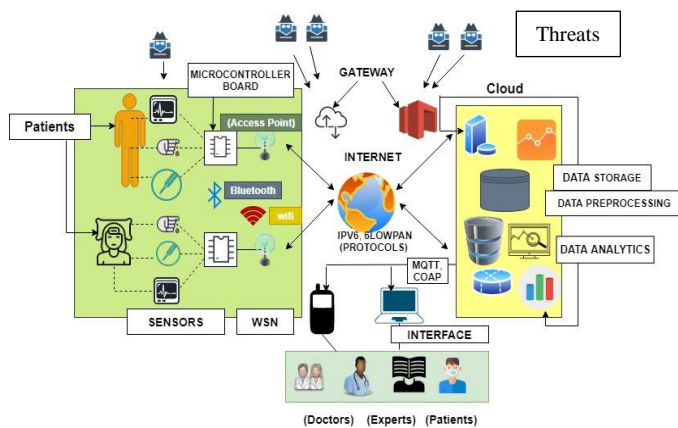 Threats
MICROCONTROLLER
BOARD
GATEWAY
Cloud
Patients
(Access Point)
INTERNET
Bluetooth
wifi
IPV6, 6LOWPAN
(PROTOCOLS)
DATA STORAGE
DATA PREPROCESSING
DATA ANALYTICS
MQTT,
COAP
SENSORS
WSN
INTERFACE
(Doctors)
(Experts)
(Patients)